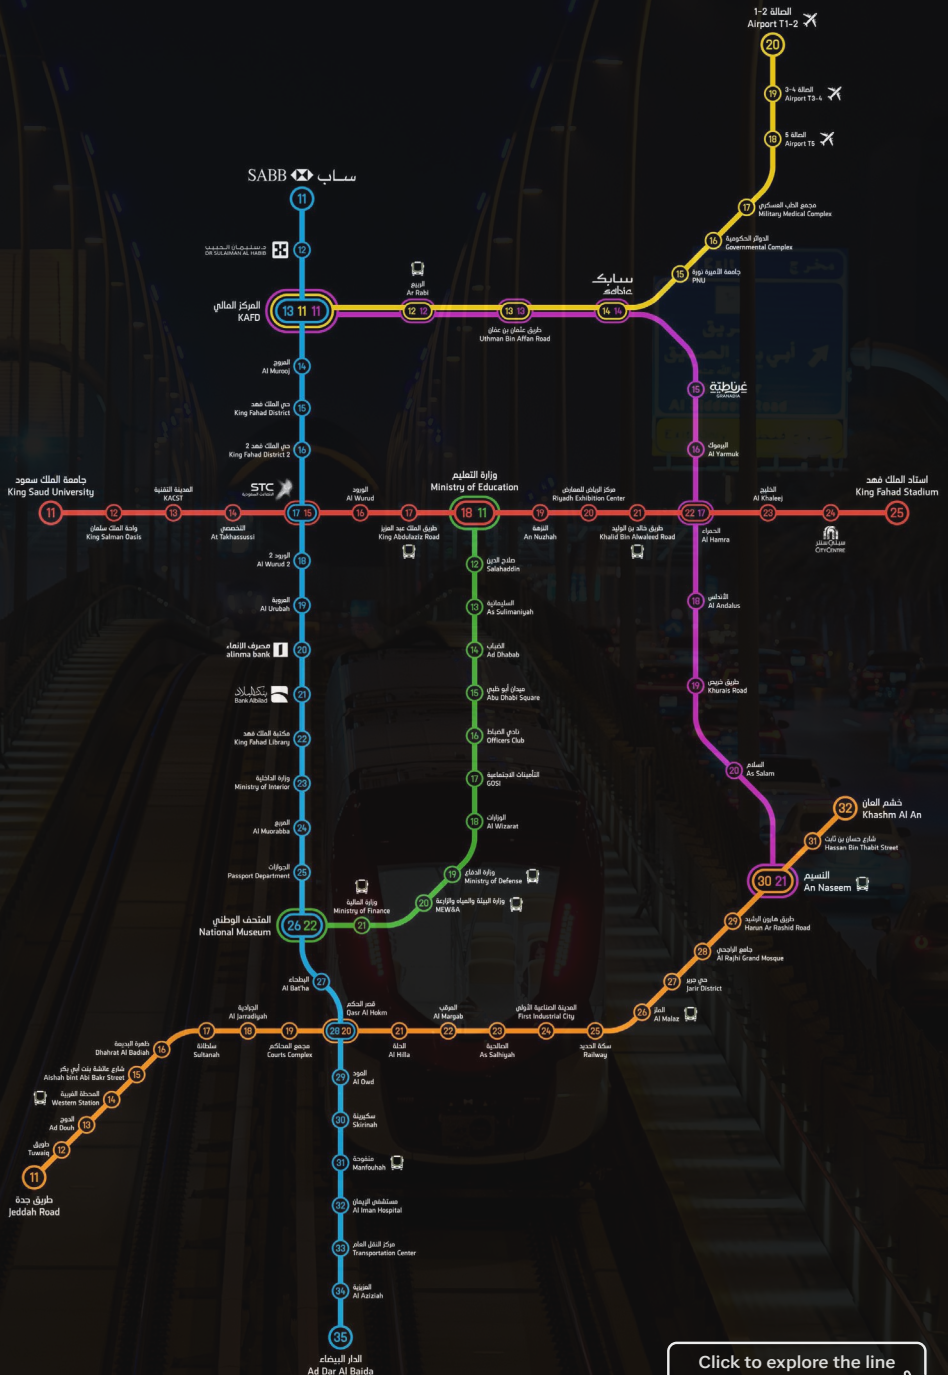 الصالة 2-1
Airport T1-2
20
19
الصالة 4-3
Airport T3-4
18
الصالة 5
Airport T5
17
مجمع الطب العسكري
Military Medical Complex
16
الدوائر الحكومية
Governmental Complex
15
جامعة الأميرة نورة
PNU
SABB ساب
11
د. سليمان الحبيب
DR SULAIMAN AL HABIB
12
المركز المالي
KAFD
13 11 11
الربيع
Ar Rabi
12 12
13 13
طريق عثمان بن عفان
Uthman Bin Affan Road
سابك
sabic
14 14
المروج
Al Murooj
14
حي الملك فهد
King Fahad District
15
حي الملك فهد 2
King Fahad District 2
16
15
غرناطية
GRANADIA
16
اليرموك
Al Yarmuk
جامعة الملك سعود
King Saud University
11
12
واحة الملك سلمان
King Salman Oasis
المدينة التقنية
KACST
13
14
التخصصي
At Takhassusi
STC
17 15
الورود
Al Wurud
16
17
طريق الملك عبد العزيز
King Abdulaziz Road
وزارة التعليم
Ministry of Education
18 11
19
النزهة
An Nuzhah
مركز الرياض للمعارض
Riyadh Exhibition Center
20
21
طريق خالد بن الوليد
Khalid Bin Alwaleed Road
22 17
الحمراء
Al Hamra
الخليج
Al Khaleej
23
24
سيتي سنتر
CITYCENTRE
استاد الملك فهد
King Fahad Stadium
25
الورود 2
Al Wurud 2
18
العروبة
Al Urubah
19
مصرف الإنماء
alinma bank
20
بنك البلاد
Bank Albilad
21
مكتبة الملك فهد
King Fahad Library
22
وزارة الداخلية
Ministry of Interior
23
المربع
Al Muorabba
24
الجوازات
Passport Department
25
12
صلاح الدين
Salahaddin
13
السليمانية
As Sulimaniyah
14
الضباب
Ad Dhabab
15
ميدان أبو ظبي
Abu Dhabi Square
16
نادي الضباط
Officers Club
17
التأمينات الاجتماعية
GOSI
18
الوزارات
Al Wizarat
19
وزارة الدفاع
Ministry of Defense
20
وزارة البيئة والمياه والزراعة
MEW&A
وزارة المالية
Ministry of Finance
21
المتحف الوطني
National Museum
26 22
18
الأندلس
Al Andalus
19
طريق خريص
Khurais Road
20
السلام
As Salam
32
خشم العان
Khashm Al An
31
شارع حسان بن ثابت
Hassan Bin Thabit Street
30 21
النسيم
An Naseem
29
طريق هارون الرشيد
Harun Ar Rashid Road
28
جامع الراجحي
Al Rajhi Grand Mosque
27
حي جرير
Jarir District
26
الملز
Al Malaz
البطحاء
Al Bat'ha
27
قصر الحكم
Qasr Al Hokm
28 20
21
الحلة
Al Hilla
المرقب
Al Margab
22
23
الصالحية
As Salhiyah
المدينة الصناعية الأولى
First Industrial City
24
25
سكة الحديد
Railway
19
مجمع المحاكم
Courts Complex
الجرادية
Al Jarradiyah
18
17
سلطانة
Sultanah
ظهرة البديعة
Dhahrat Al Badiah
16
شارع عائشة بنت أبي بكر
Aishah bint Abi Bakr Street
15
المحطة الغربية
Western Station
14
الدوح
Ad Douh
13
طويق
Tuwaiq
12
11
طريق جدة
Jeddah Road
29
العود
Al Owd
30
سكيرينة
Skirinah
31
منفوحة
Manfouhah
32
مستشفى الإيمان
Al Iman Hospital
33
مركز النقل العام
Transportation Center
34
العزيزية
Al Aziziah
35
الدار البيضاء
Ad Dar Al Baida
Click to explore the line